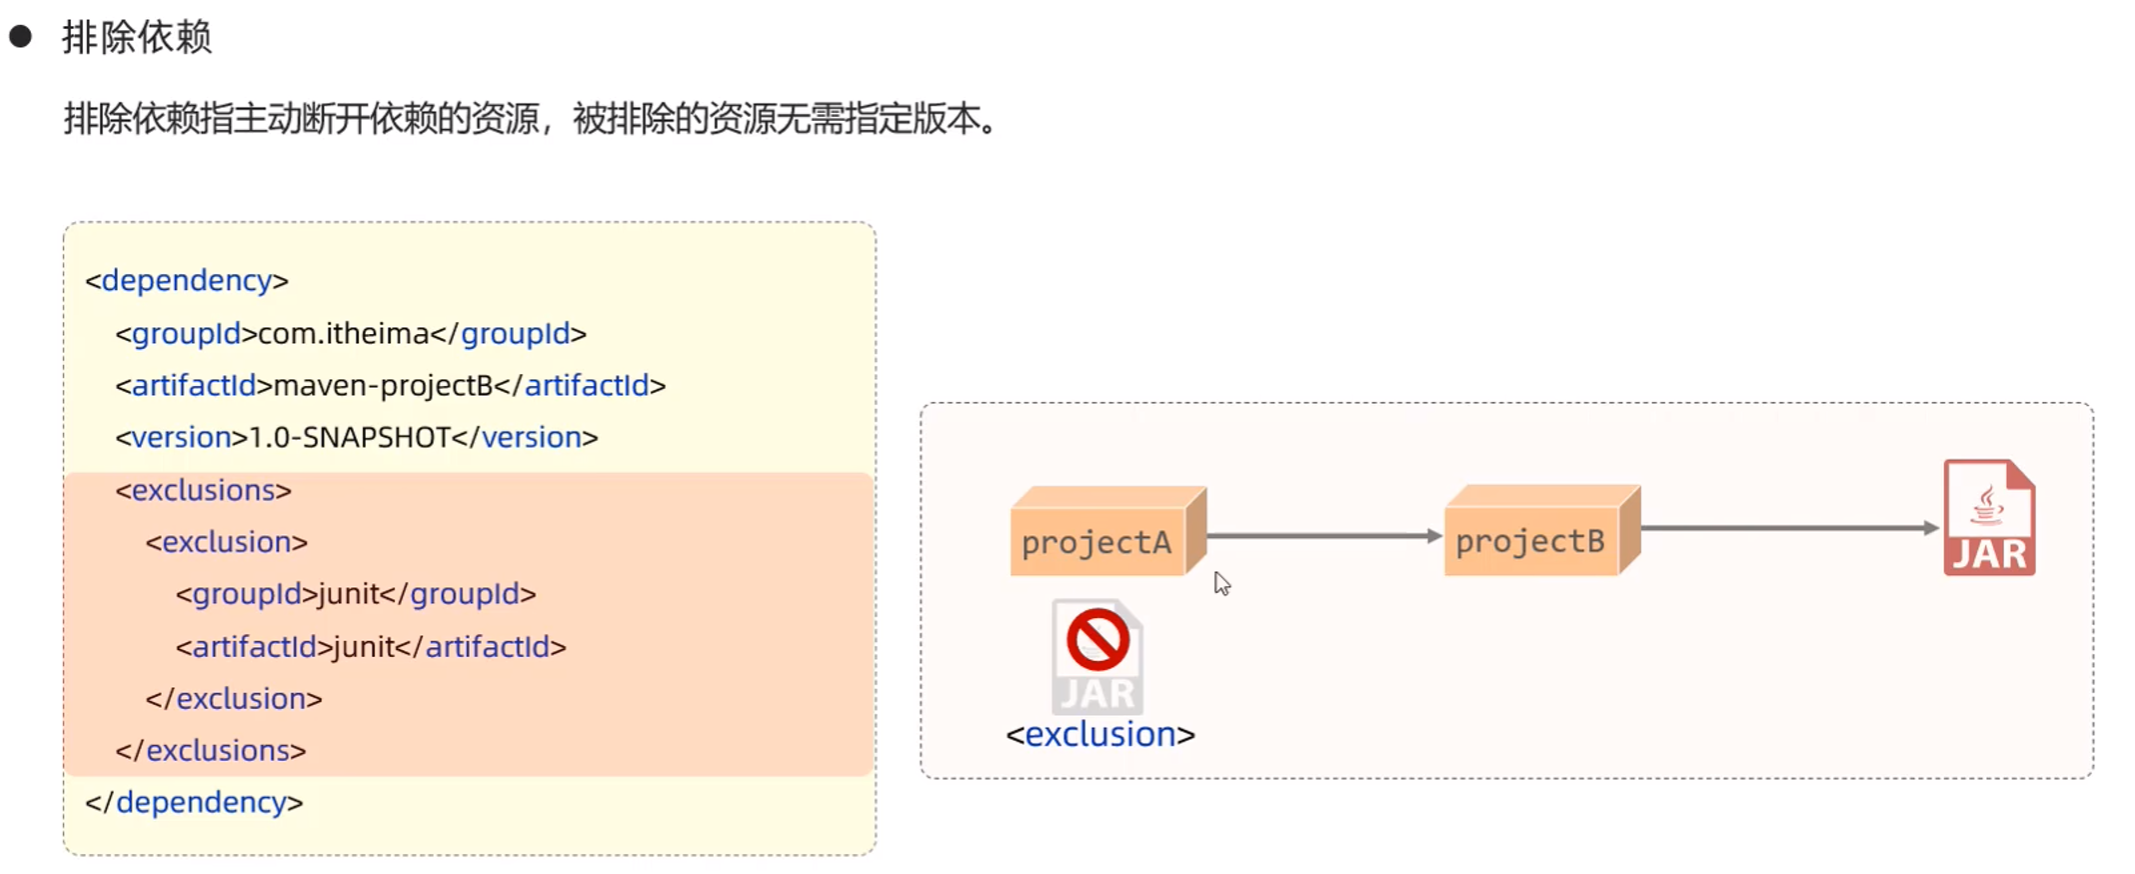 排除依赖
排除依赖指主动断开依赖的资源，被排除的资源无需指定版本。
<dependency>
<groupId>com.itheima</groupId>
<artifactId>maven-projectB</artifactId>
<version>1.0-SNAPSHOT</version>
<exclusions>
<exclusion>
<groupId>junit</groupId>
<artifactId>junit</artifactId>
</exclusion>
</exclusions>
</dependency>
projectA
projectB
JAR
JAR
<exclusion>